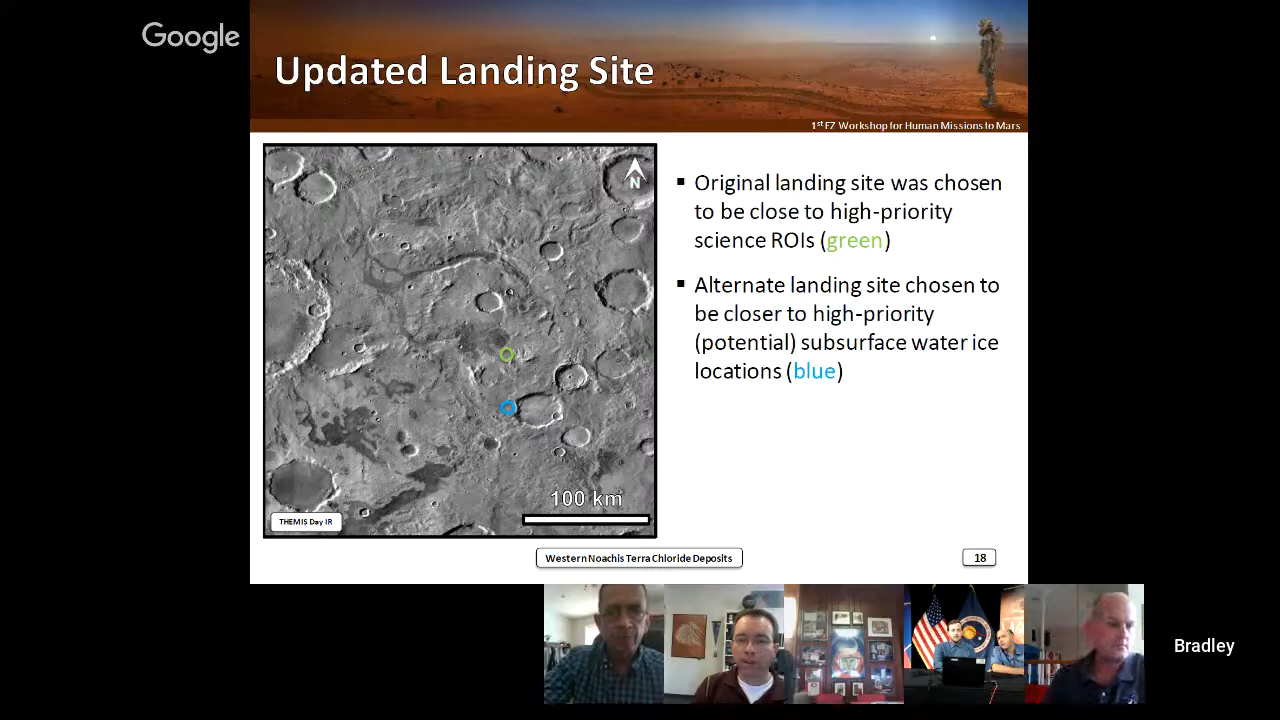 Google
Updated Landing Site
1st EZ Workshop for Human Missions to Mars
N
100 km
THEMIS Day IR
▪ Original landing site was chosen
to be close to high-priority
science ROIs (green)
▪ Alternate landing site chosen to
be closer to high-priority
(potential) subsurface water ice
locations (blue)
Western Noachis Terra Chloride Deposits
18
Bradley